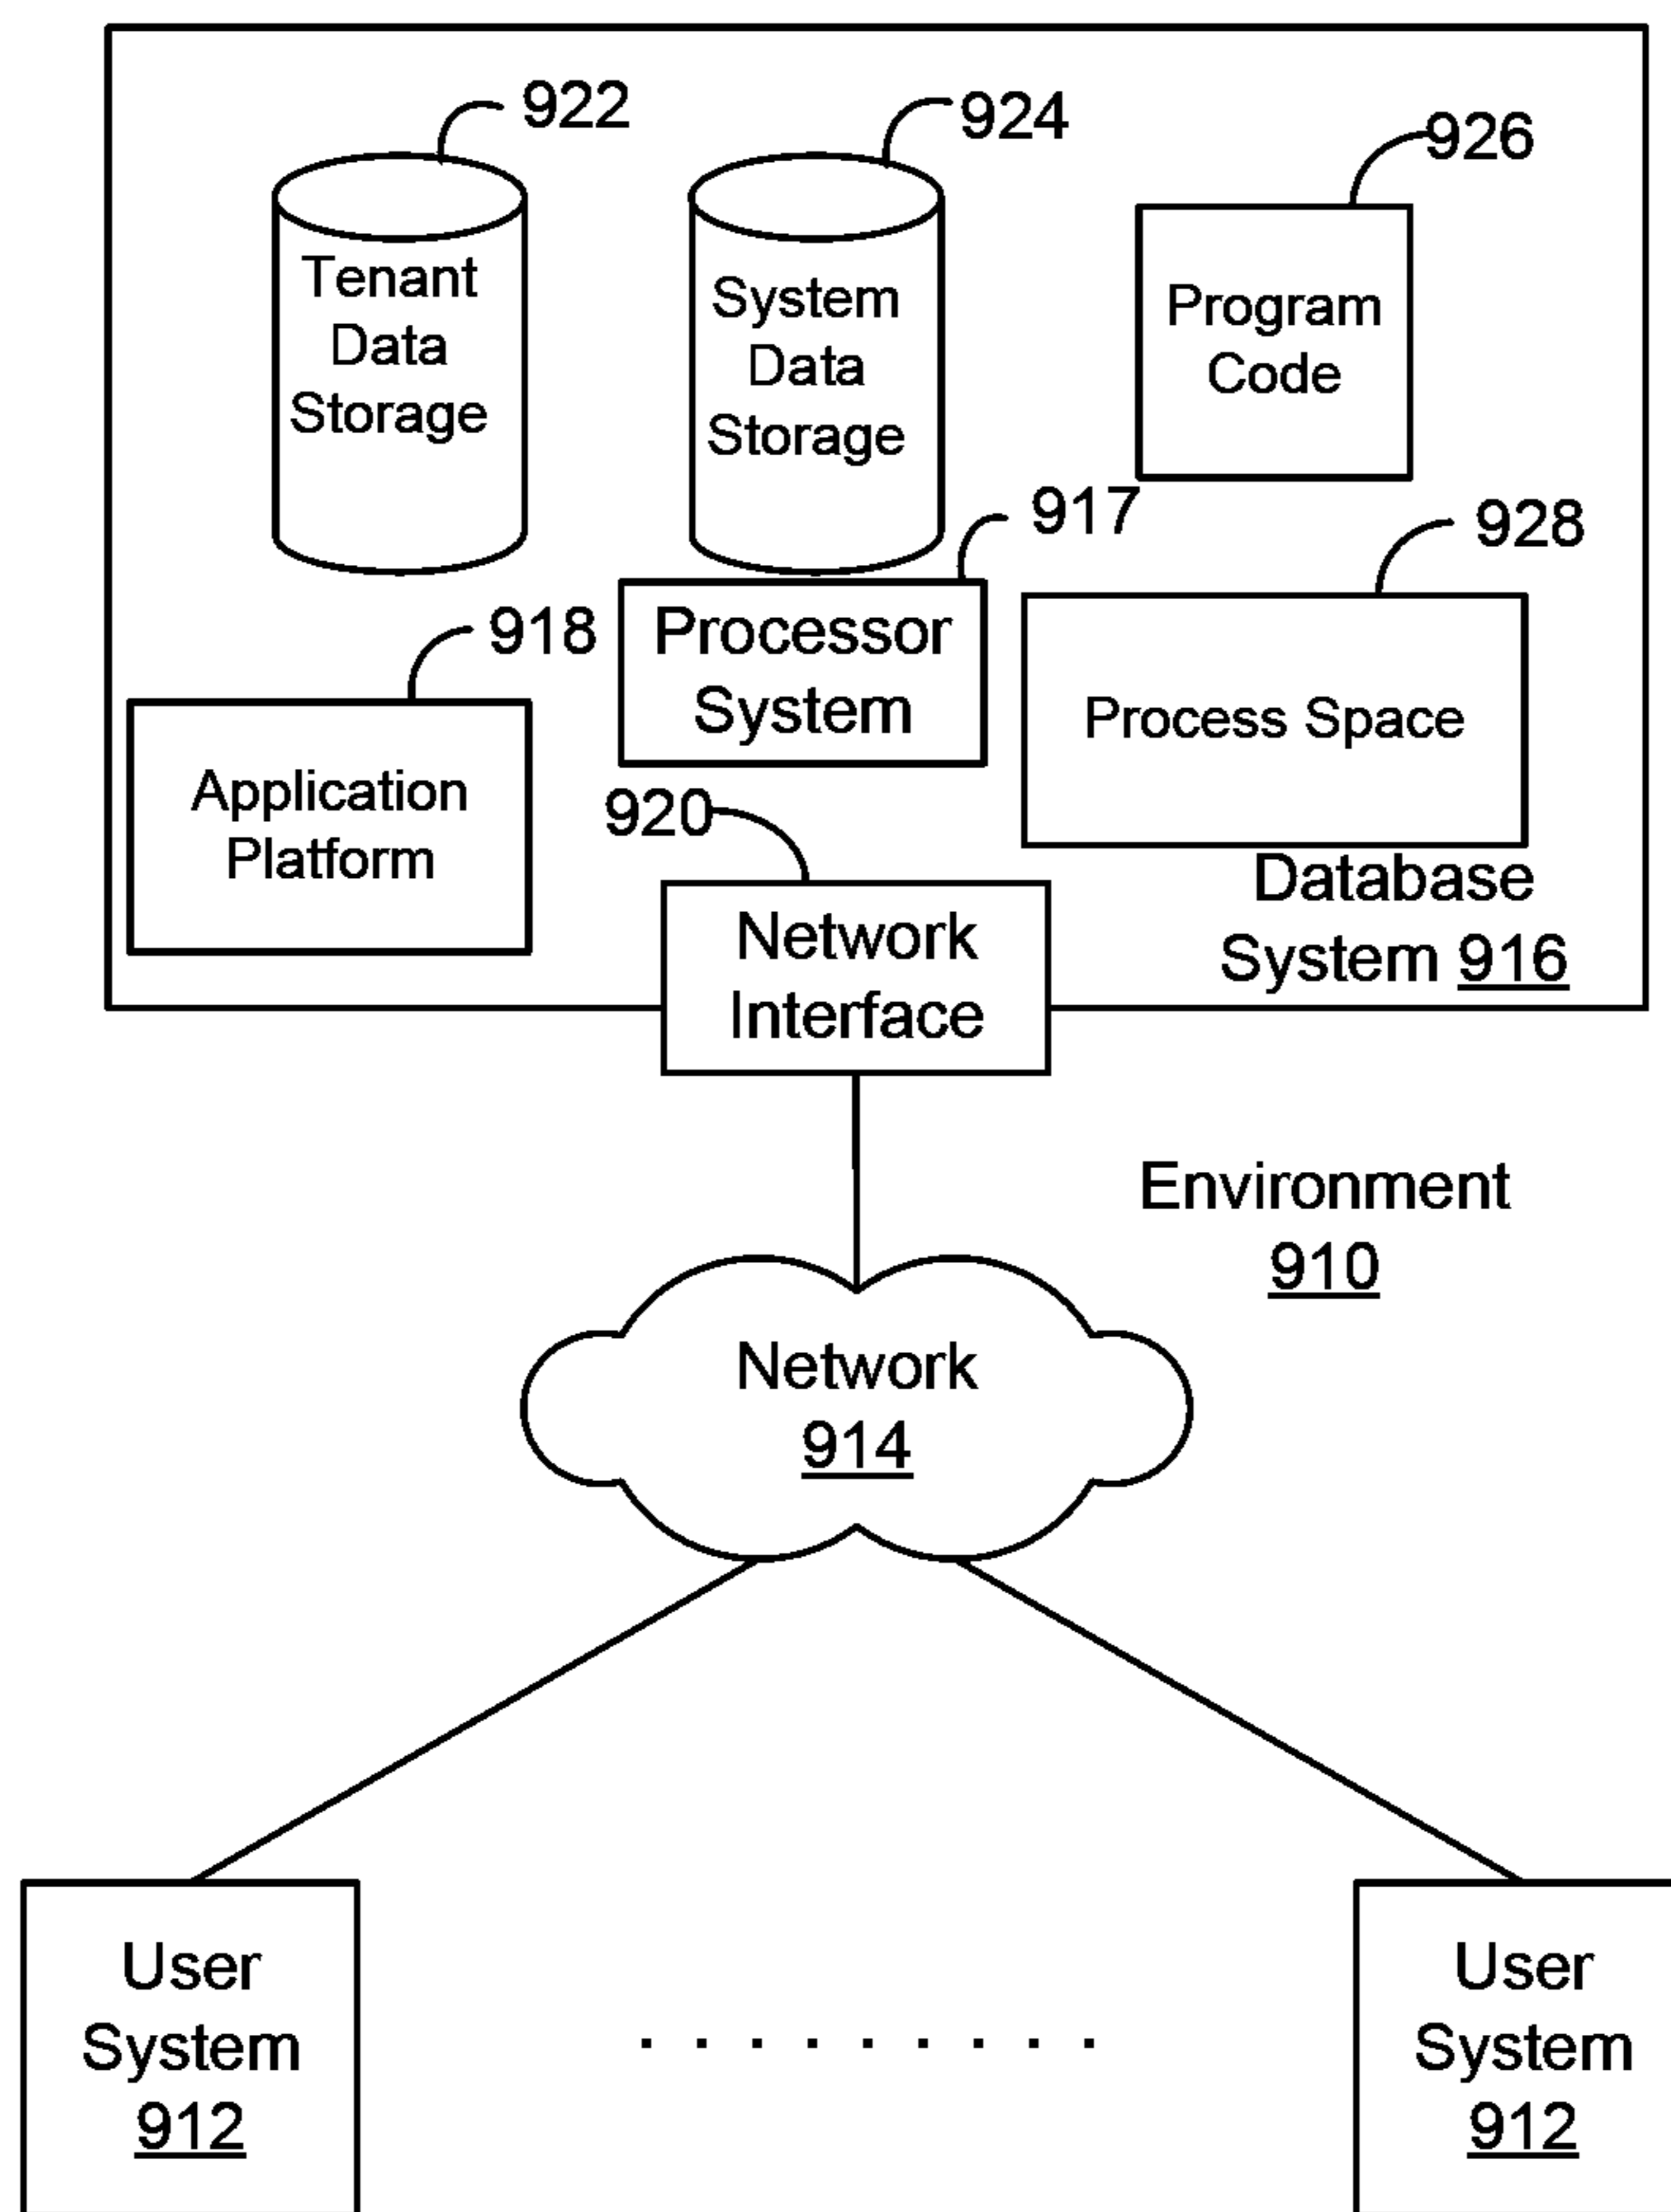 922
924
926
Tenant
Data
Storage
System
Data
Storage
Program
Code
917
928
918
Processor
System
Process Space
Application
Platform
920
Database
System 916
Network
Interface
Environment
910
Network
914
User
System
912
. . . . . . . . .
User
System
912